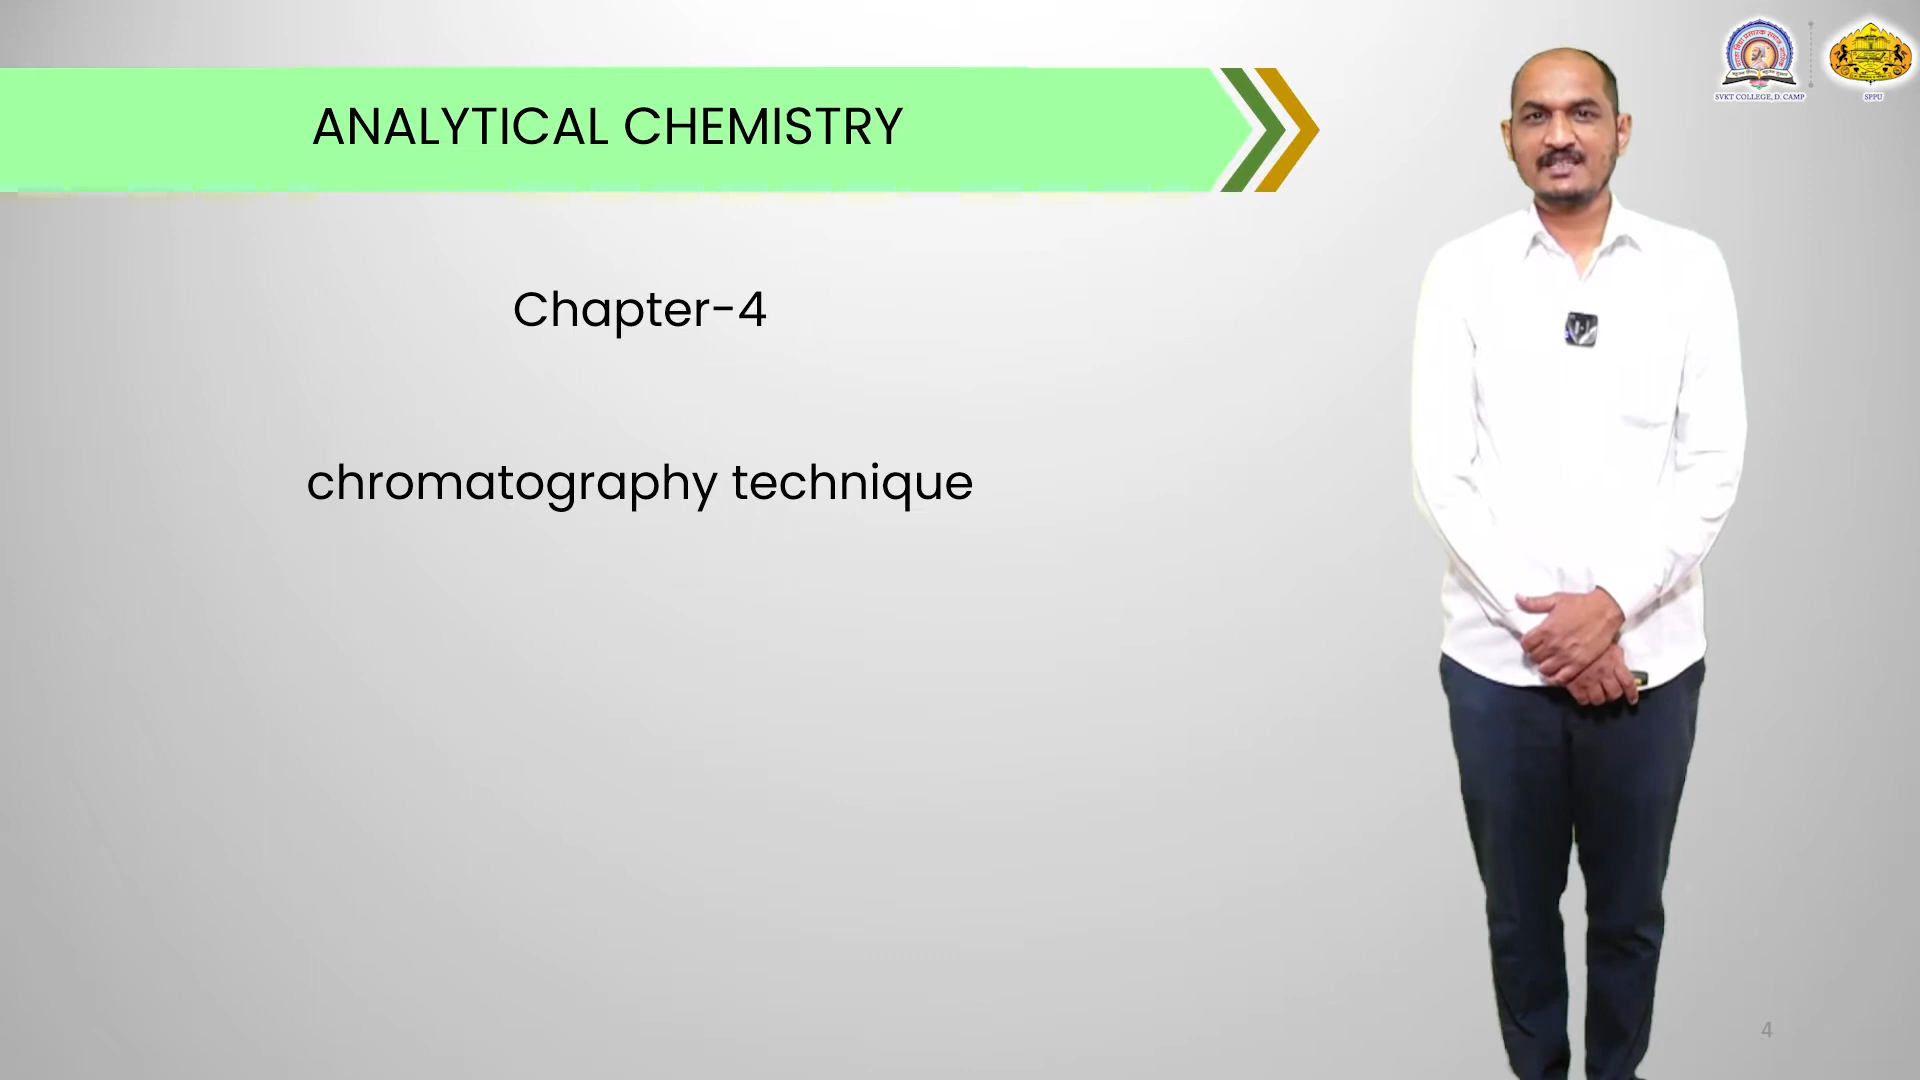 ANALYTICAL CHEMISTRY
SVKT COLLEGE, D. CAMP
SPPU
Chapter-4
chromatography technique
4